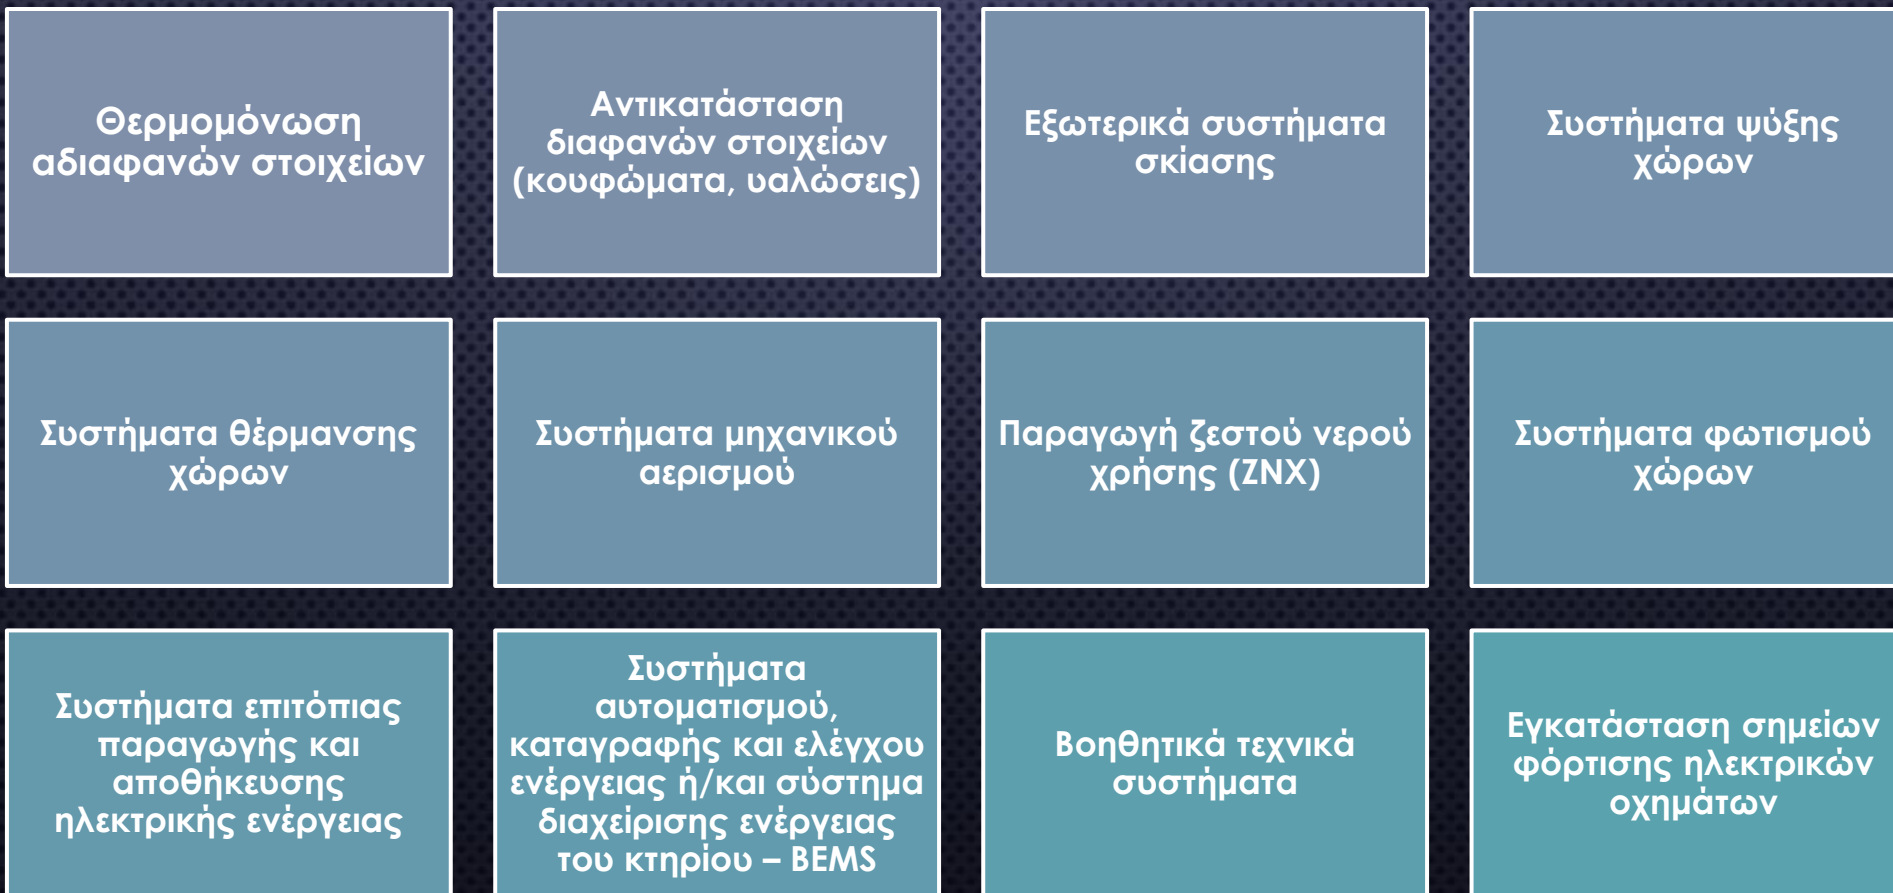 Θερμομόνωση
αδιαφανών στοιχείων
Αντικατάσταση
διαφανών στοιχείων
(κουφώματα, υαλώσεις)
Εξωτερικά συστήματα
σκίασης
Συστήματα ψύξης
χώρων
Συστήματα θέρμανσης
χώρων
Συστήματα μηχανικού
αερισμού
Παραγωγή ζεστού νερού
χρήσης (ΖΝΧ)
Συστήματα φωτισμού
χώρων
Συστήματα επιτόπιας
παραγωγής και
αποθήκευσης
ηλεκτρικής ενέργειας
Συστήματα
αυτοματισμού,
καταγραφής και ελέγχου
ενέργειας ή/και σύστημα
διαχείρισης ενέργειας
του κτηρίου – BEMS
Βοηθητικά τεχνικά
συστήματα
Εγκατάσταση σημείων
φόρτισης ηλεκτρικών
οχημάτων